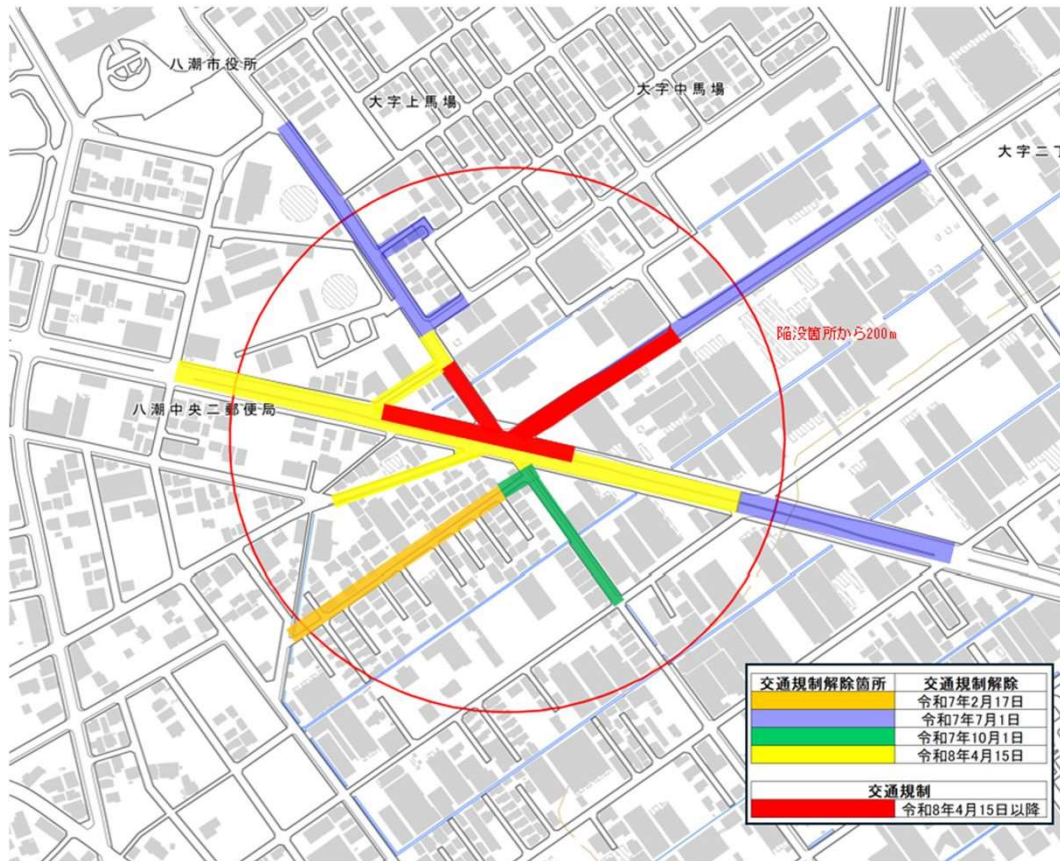 八潮市役所
大字上馬場
大字中馬場
大字二丁
陥没箇所から200m
八潮中央二郵便局
交通規制解除箇所 交通規制解除
令和7年2月17日
令和7年7月1日
令和7年10月1日
令和8年4月15日
交通規制
令和8年4月15日以降